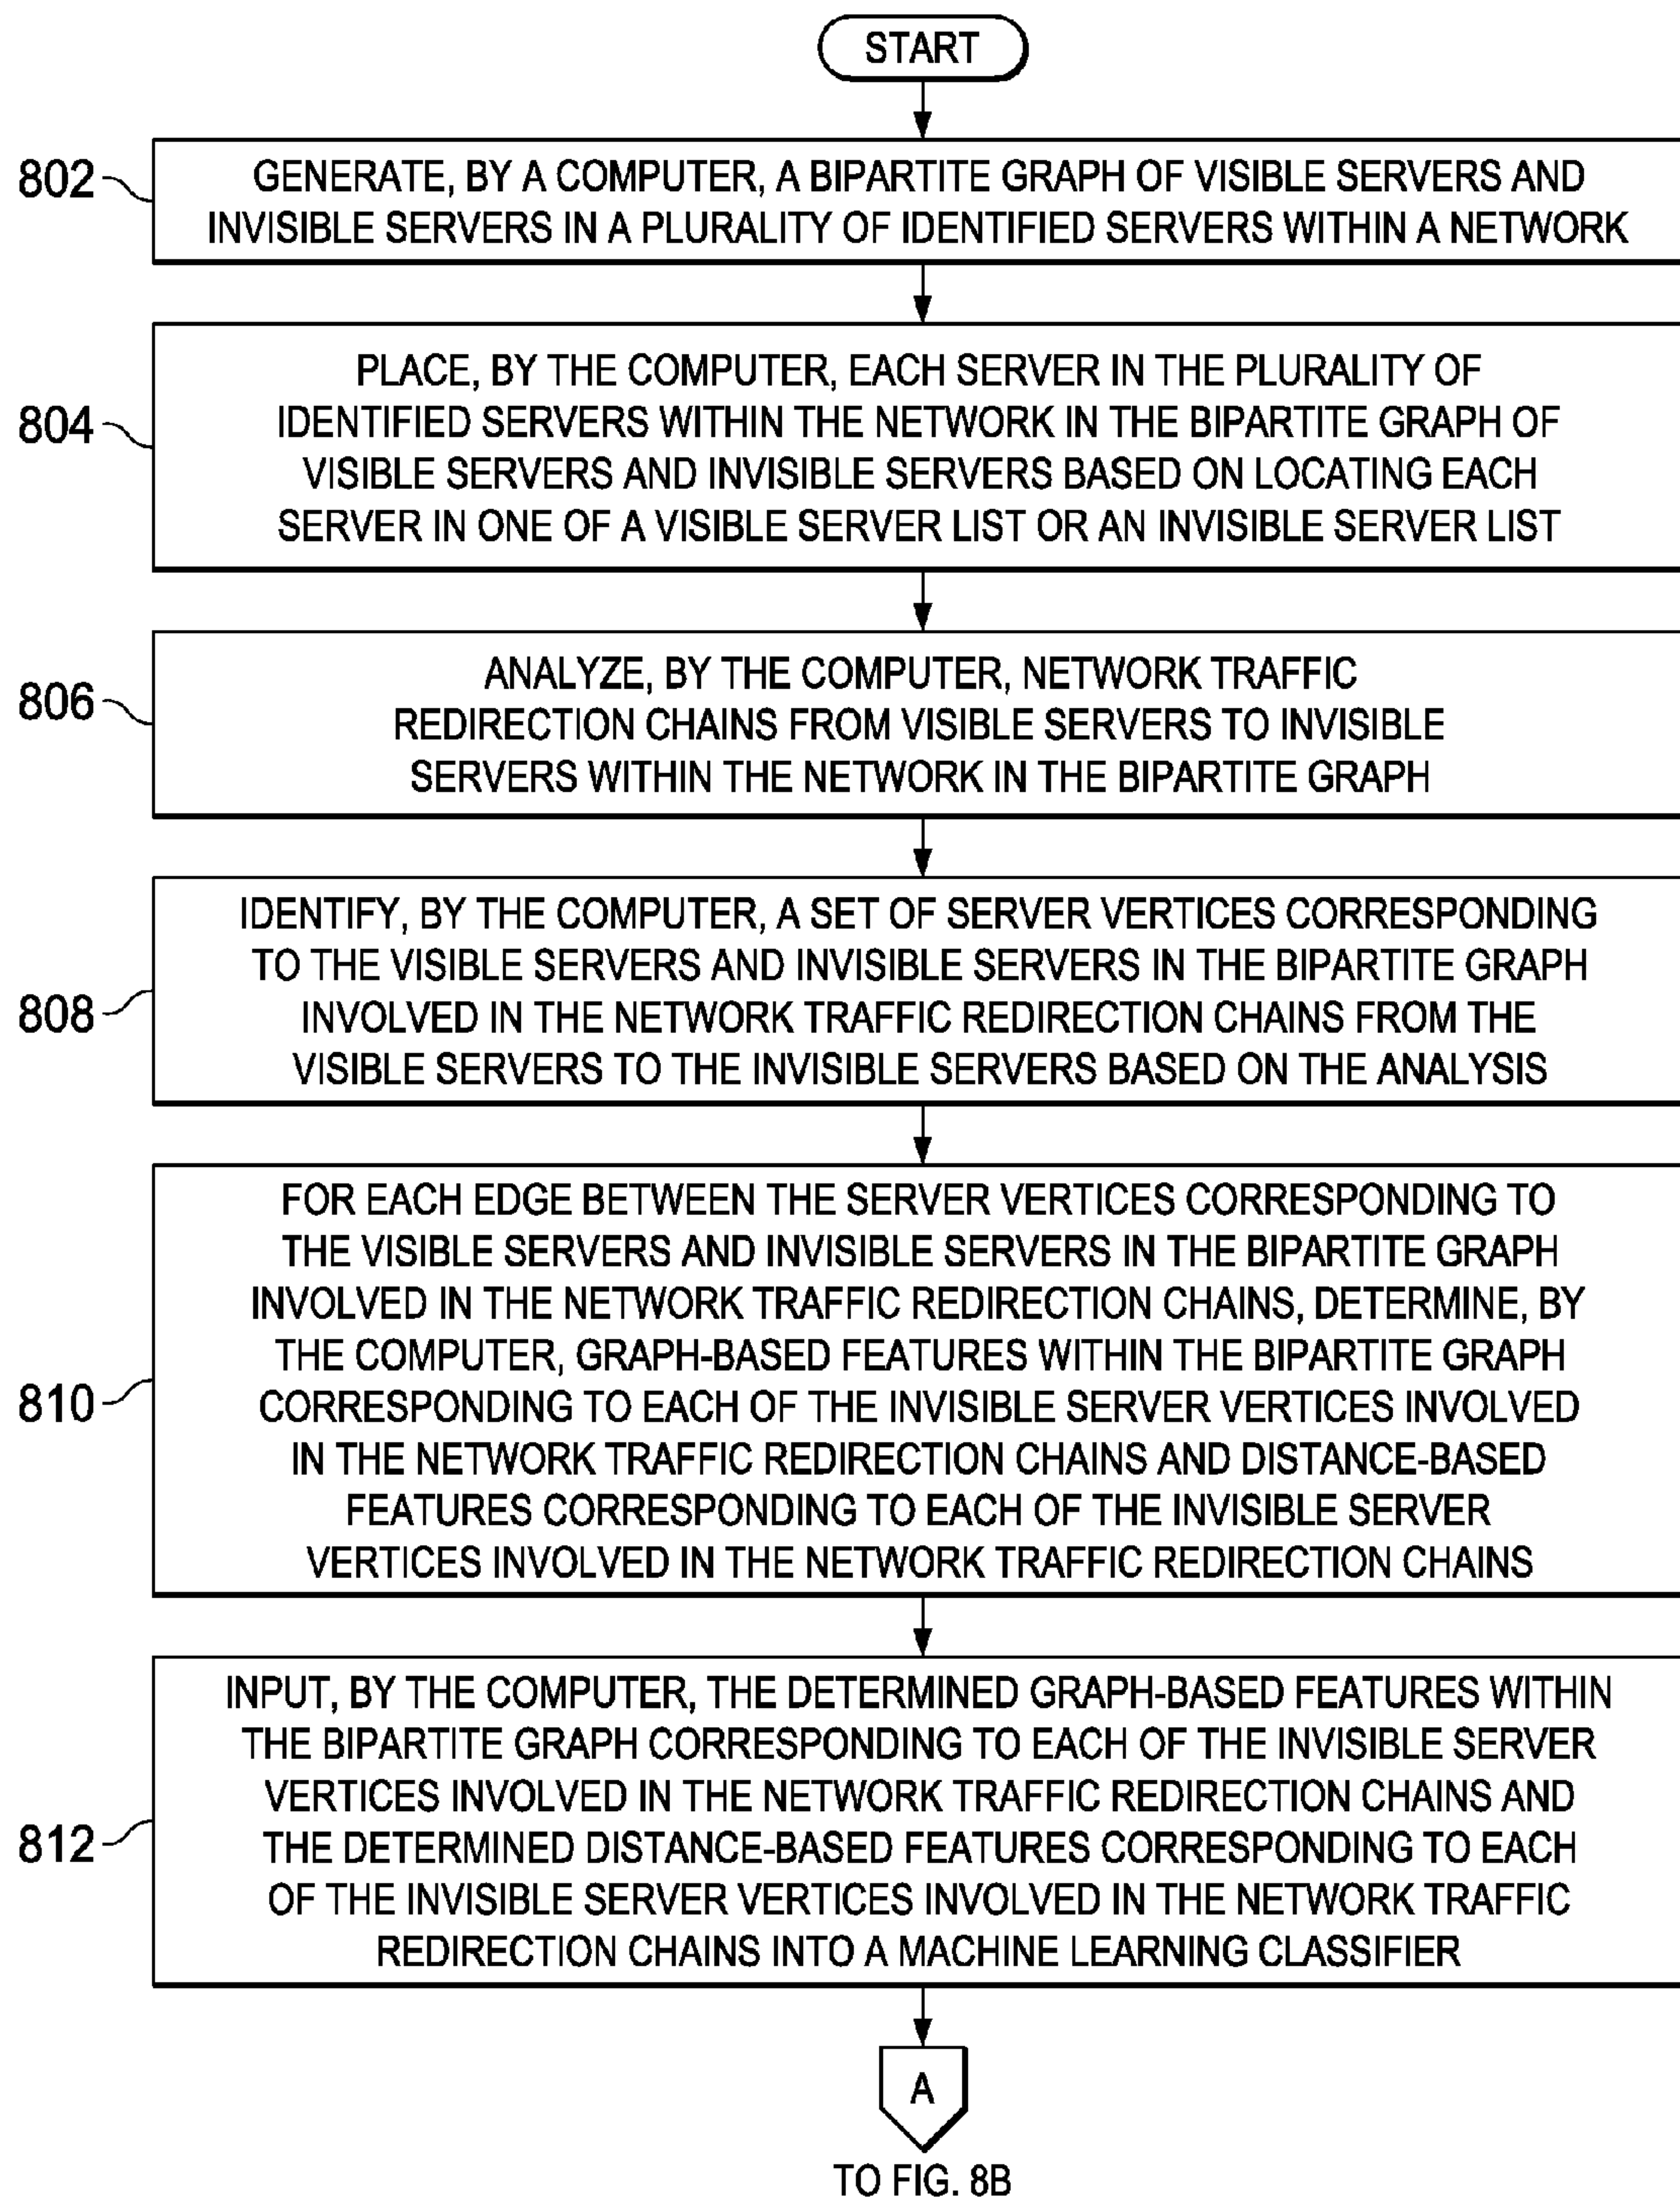 START
802
GENERATE, BY A COMPUTER, A BIPARTITE GRAPH OF VISIBLE SERVERS AND
INVISIBLE SERVERS IN A PLURALITY OF IDENTIFIED SERVERS WITHIN A NETWORK
804
PLACE, BY THE COMPUTER, EACH SERVER IN THE PLURALITY OF
IDENTIFIED SERVERS WITHIN THE NETWORK IN THE BIPARTITE GRAPH OF
VISIBLE SERVERS AND INVISIBLE SERVERS BASED ON LOCATING EACH
SERVER IN ONE OF A VISIBLE SERVER LIST OR AN INVISIBLE SERVER LIST
806
ANALYZE, BY THE COMPUTER, NETWORK TRAFFIC
REDIRECTION CHAINS FROM VISIBLE SERVERS TO INVISIBLE
SERVERS WITHIN THE NETWORK IN THE BIPARTITE GRAPH
808
IDENTIFY, BY THE COMPUTER, A SET OF SERVER VERTICES CORRESPONDING
TO THE VISIBLE SERVERS AND INVISIBLE SERVERS IN THE BIPARTITE GRAPH
INVOLVED IN THE NETWORK TRAFFIC REDIRECTION CHAINS FROM THE
VISIBLE SERVERS TO THE INVISIBLE SERVERS BASED ON THE ANALYSIS
810
FOR EACH EDGE BETWEEN THE SERVER VERTICES CORRESPONDING TO
THE VISIBLE SERVERS AND INVISIBLE SERVERS IN THE BIPARTITE GRAPH
INVOLVED IN THE NETWORK TRAFFIC REDIRECTION CHAINS, DETERMINE, BY
THE COMPUTER, GRAPH-BASED FEATURES WITHIN THE BIPARTITE GRAPH
CORRESPONDING TO EACH OF THE INVISIBLE SERVER VERTICES INVOLVED
IN THE NETWORK TRAFFIC REDIRECTION CHAINS AND DISTANCE-BASED
FEATURES CORRESPONDING TO EACH OF THE INVISIBLE SERVER
VERTICES INVOLVED IN THE NETWORK TRAFFIC REDIRECTION CHAINS
812
INPUT, BY THE COMPUTER, THE DETERMINED GRAPH-BASED FEATURES WITHIN
THE BIPARTITE GRAPH CORRESPONDING TO EACH OF THE INVISIBLE SERVER
VERTICES INVOLVED IN THE NETWORK TRAFFIC REDIRECTION CHAINS AND
THE DETERMINED DISTANCE-BASED FEATURES CORRESPONDING TO EACH
OF THE INVISIBLE SERVER VERTICES INVOLVED IN THE NETWORK TRAFFIC
REDIRECTION CHAINS INTO A MACHINE LEARNING CLASSIFIER
A
TO FIG. 8B